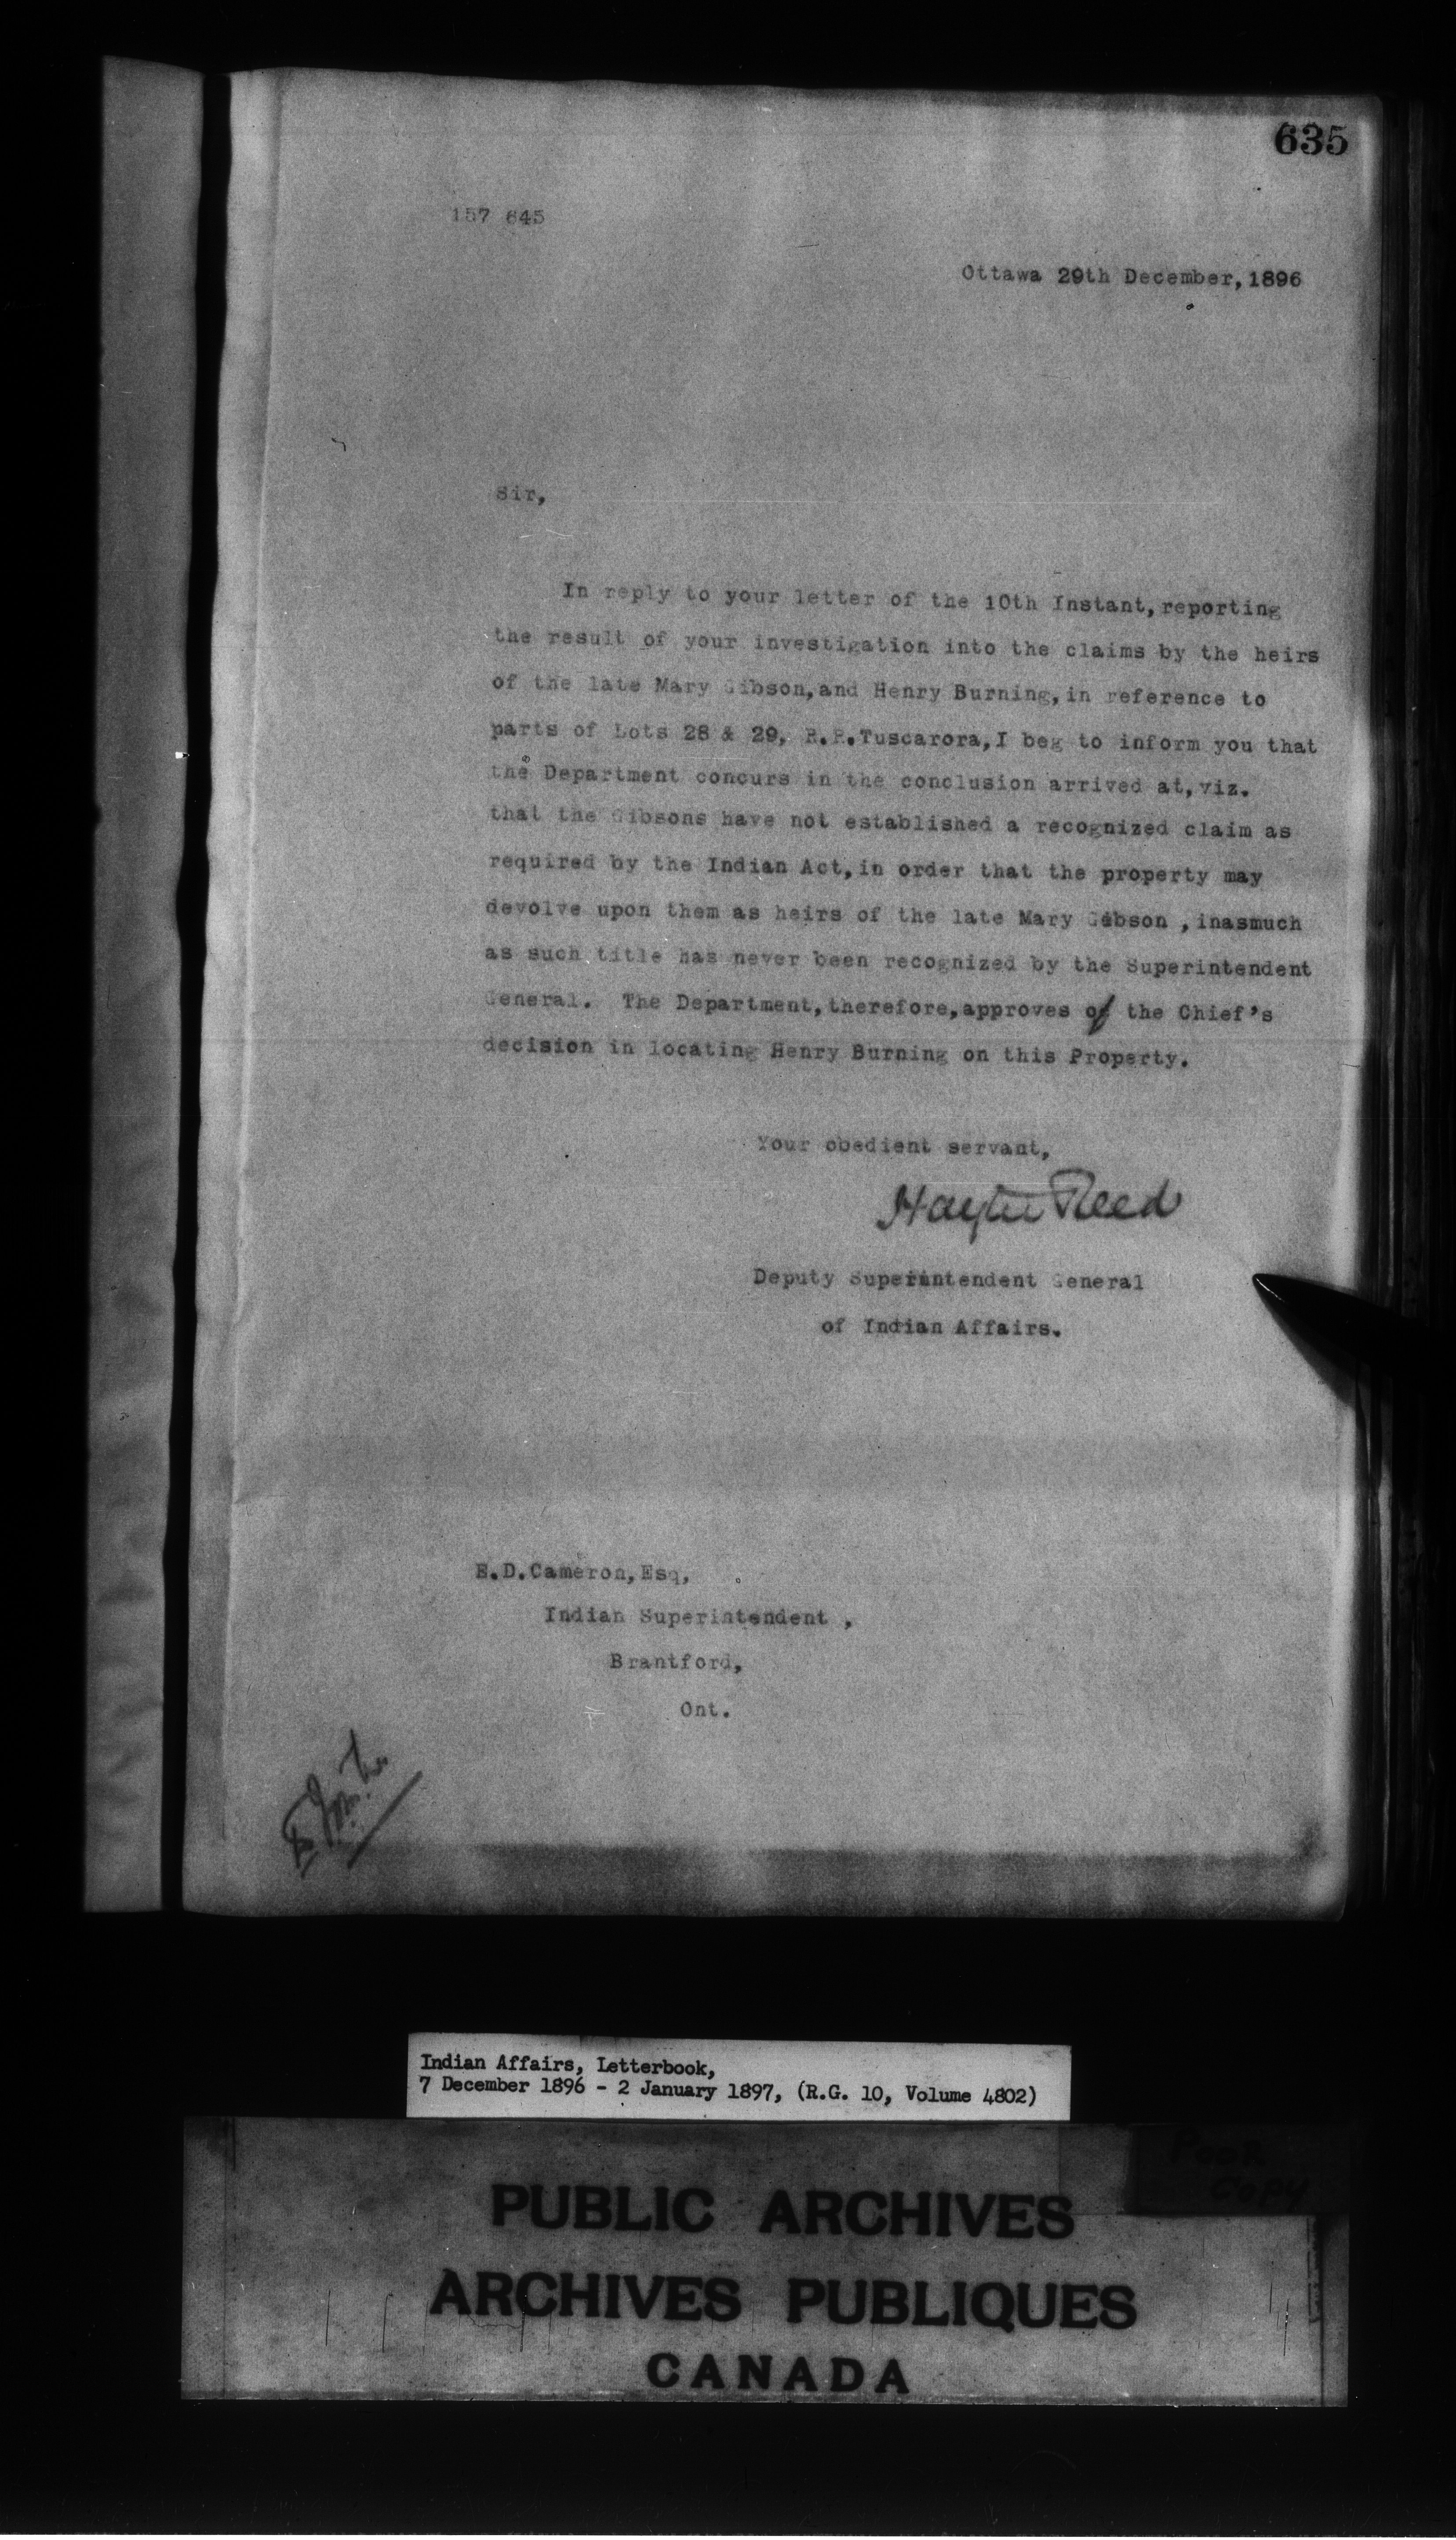 635
157 645
Ottawa 29th December, 1896
Sir,
In reply to your letter of the 10th Instant, reporting
the result of your investigation into the claims by the heirs
of the late Mary Gibson, and Henry Burning, in reference to
parts of Lots 28 & 29, R.R. Tuscarora, I beg to inform you that
the Department concurs in the conclusion arrived at, viz.
that the Gibsons have not established a recognized claim as
required by the Indian Act, in order that the property may
devolve upon them as heirs of the late Mary Gibson , inasmuch
as such title has never been recognized by the Superintendent
General. The Department, therefore, approves of the Chief's
decision in locating Henry Burning on this Property.
Your obedient servant,
Hayter Reed
Deputy Superintendent General
of Indian Affairs.
E.D. Cameron, Esq,
Indian Superintendent ,
Brantford,
Ont.
Indian Affairs, Letterbook,
7 December 1896 - 2 January 1897, (R.G. 10, Volume 4802)
POOR
COPY
PUBLIC ARCHIVES
ARCHIVES PUBLIQUES
CANADA